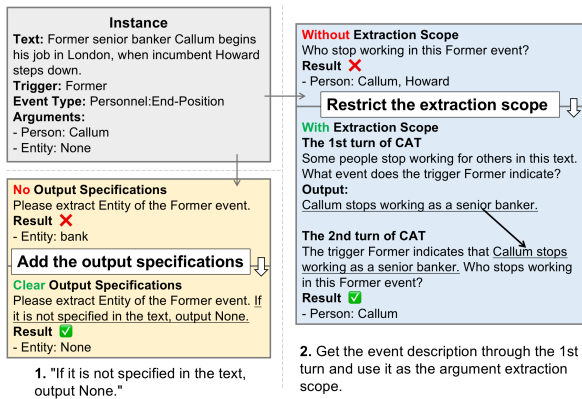 Instance
Text: Former senior banker Callum begins
his job in London, when incumbent Howard
steps down.
Trigger: Former
Event Type: Personnel:End-Position
Arguments:
- Person: Callum
- Entity: None
No Output Specifications
Please extract Entity of the Former event.
Result ❌
- Entity: bank
Add the output specifications
Clear Output Specifications
Please extract Entity of the Former event. If
it is not specified in the text, output None.
Result ✅
- Entity: None
1. "If it is not specified in the text,
output None."
Without Extraction Scope
Who stop working in this Former event?
Result ❌
- Person: Callum, Howard
Restrict the extraction scope
With Extraction Scope
The 1st turn of CAT
Some people stop working for others in this text.
What event does the trigger Former indicate?
Output:
Callum stops working as a senior banker.
The 2nd turn of CAT
The trigger Former indicates that Callum stops
working as a senior banker. Who stops working
in this Former event?
Result ✅
- Person: Callum
2. Get the event description through the 1st
turn and use it as the argument extraction
scope.